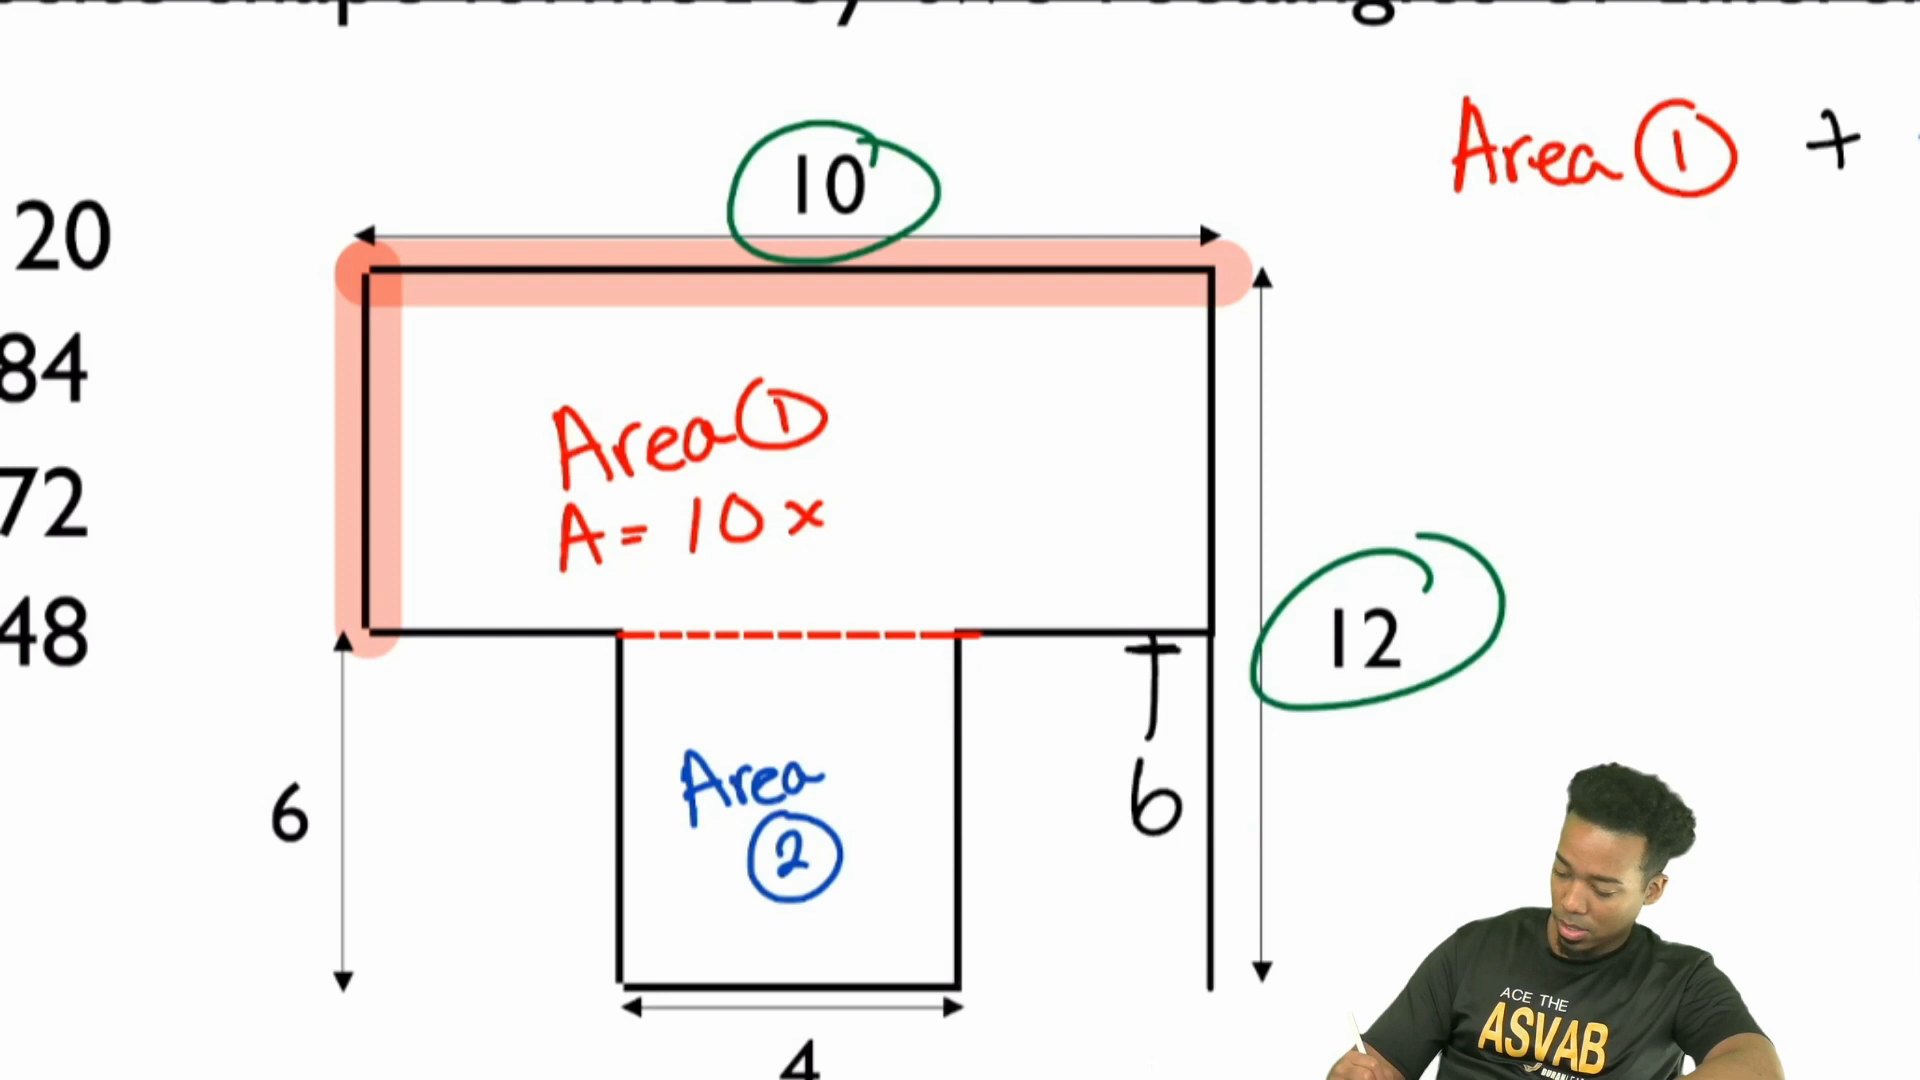 10
Area ① +
20
84
72
48
Area ①
A = 10 x
12
6
Area
②
6
4
ACE THE
ASVAB